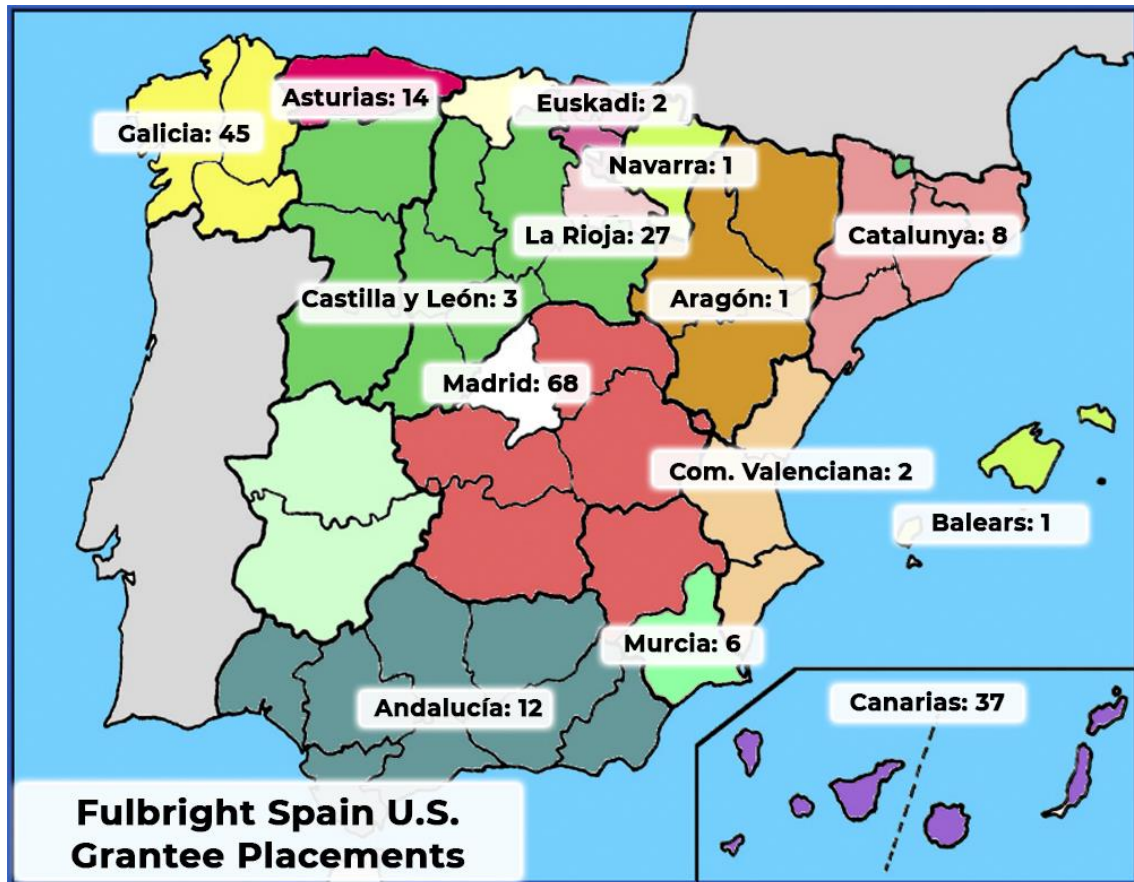 Asturias: 14
Euskadi: 2
Galicia: 45
Navarra: 1
La Rioja: 27
Catalunya: 8
Castilla y León: 3
Aragón: 1
Madrid: 68
Com. Valenciana: 2
Balears: 1
Murcia: 6
Andalucía: 12
Canarias: 37
Fulbright Spain U.S.
Grantee Placements